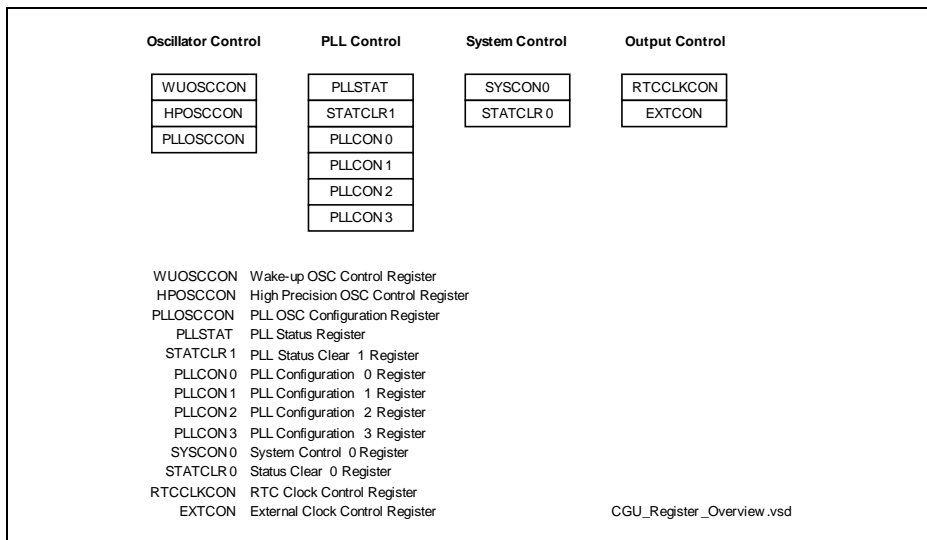 Oscillator Control PLL Control System Control Output Control
WUOSCCON PLLSTAT SYSCON0 RTCCLKCON
HPOSCCON STATCLR1 STATCLR0 EXTCON
PLLOSCCON PLLCON0
PLLCON1
PLLCON2
PLLCON3
WUOSCCON Wake-up OSC Control Register
HPOSCCON High Precision OSC Control Register
PLLOSCCON PLL OSC Configuration Register
PLLSTAT PLL Status Register
STATCLR1 PLL Status Clear 1 Register
PLLCON0 PLL Configuration 0 Register
PLLCON1 PLL Configuration 1 Register
PLLCON2 PLL Configuration 2 Register
PLLCON3 PLL Configuration 3 Register
SYSCON0 System Control 0 Register
STATCLR0 Status Clear 0 Register
RTCCLKCON RTC Clock Control Register
EXTCON External Clock Control Register CGU_Register_Overview.vsd